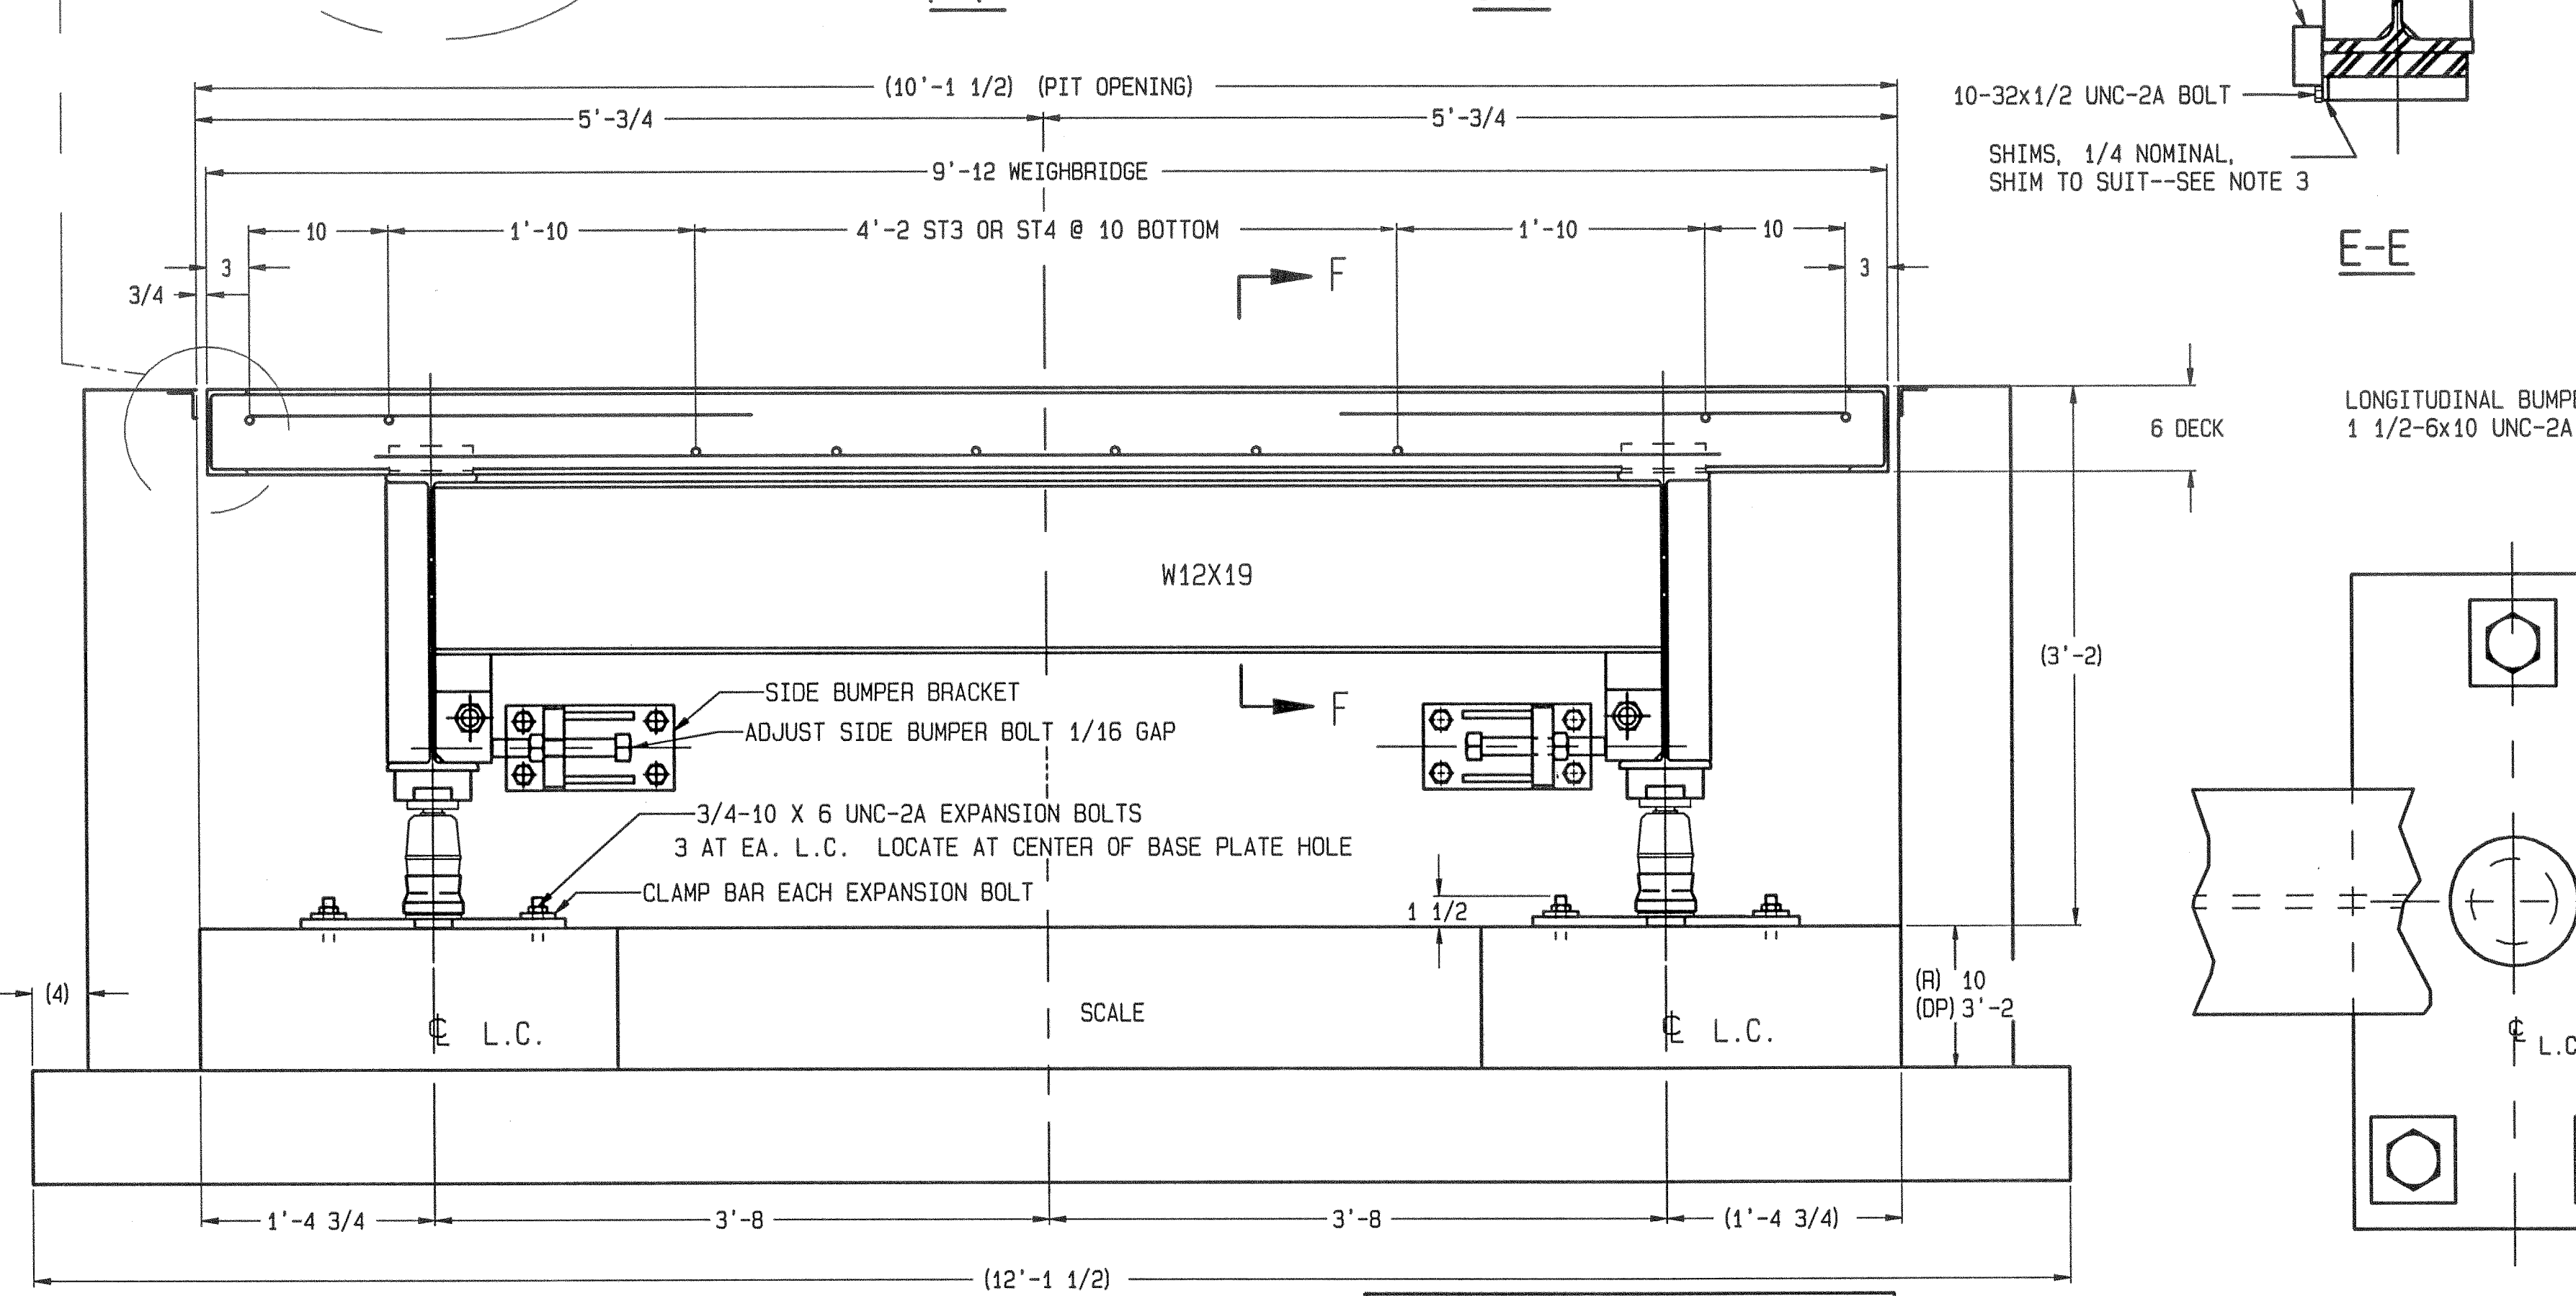 (10'-1 1/2) (PIT OPENING)
5'-3/4
5'-3/4
9'-12 WEIGHBRIDGE
10
1'-10
4'-2 ST3 OR ST4 @ 10 BOTTOM
1'-10
10
3
3
3/4
F
10-32x1/2 UNC-2A BOLT
SHIMS, 1/4 NOMINAL,
SHIM TO SUIT--SEE NOTE 3
E-E
6 DECK
LONGITUDINAL BUMP
1 1/2-6x10 UNC-2A
W12X19
(3'-2)
SIDE BUMPER BRACKET
F
ADJUST SIDE BUMPER BOLT 1/16 GAP
3/4-10 X 6 UNC-2A EXPANSION BOLTS
3 AT EA. L.C. LOCATE AT CENTER OF BASE PLATE HOLE
CLAMP BAR EACH EXPANSION BOLT
1 1/2
(4)
(R) 10
(DP) 3'-2
SCALE
℄ L.C.
℄ L.C.
℄ L.C
1'-4 3/4
3'-8
3'-8
(1'-4 3/4)
(12'-1 1/2)